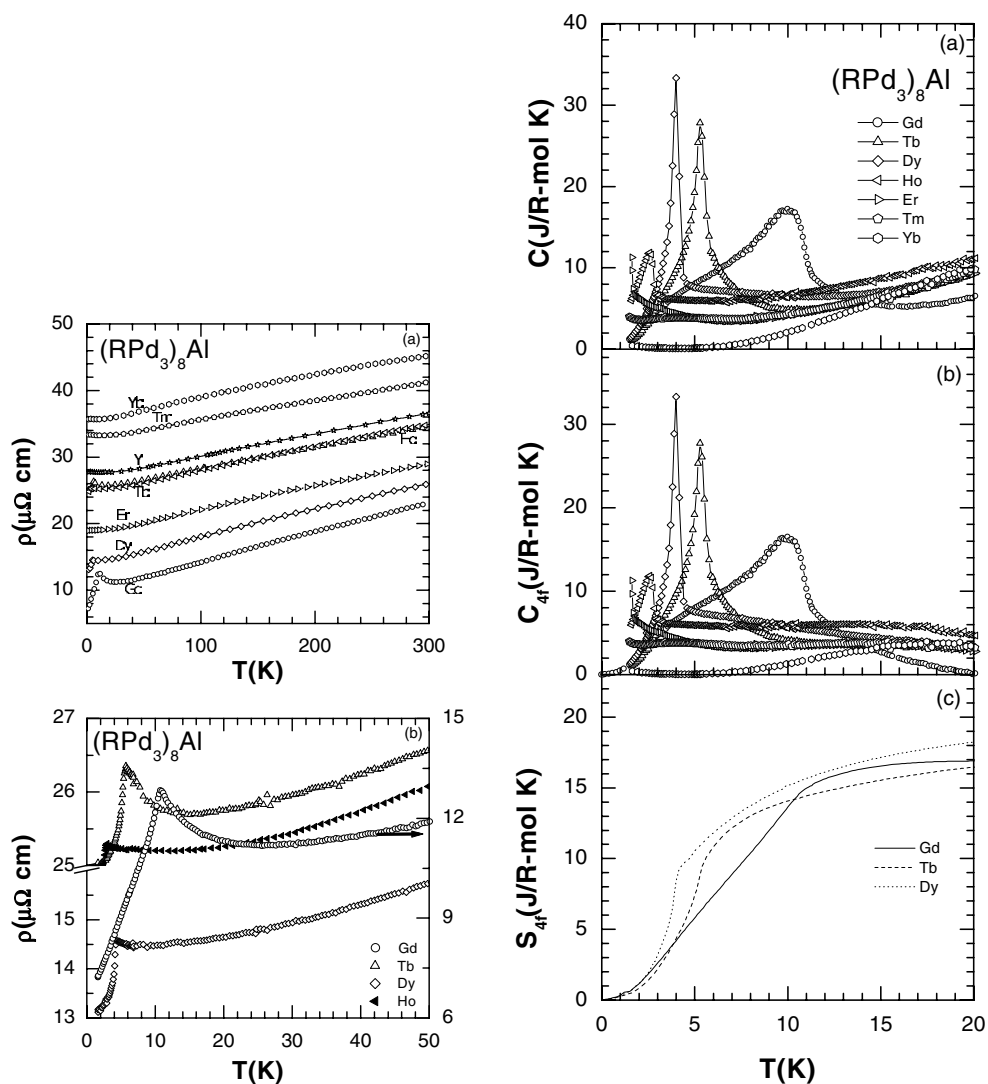 (RPd3)8Al
(a)
50
40
30
20
10
0
100
200
300
ρ(μΩ cm)
T(K)
Yb
Tm
Y
Ho
Tb
Er
Dy
Gd
(RPd3)8Al
(b)
27
26
25
15
14
13
15
12
9
6
0
10
20
30
40
50
ρ(μΩ cm)
T(K)
Gd
Tb
Dy
Ho
(a)
(RPd3)8Al
Gd
Tb
Dy
Ho
Er
Tm
Yb
40
30
20
10
0
C(J/R-mol K)
(b)
30
20
10
0
C4f(J/R-mol K)
(c)
20
15
10
5
0
S4f(J/R-mol K)
Gd
Tb
Dy
0
5
10
15
20
T(K)